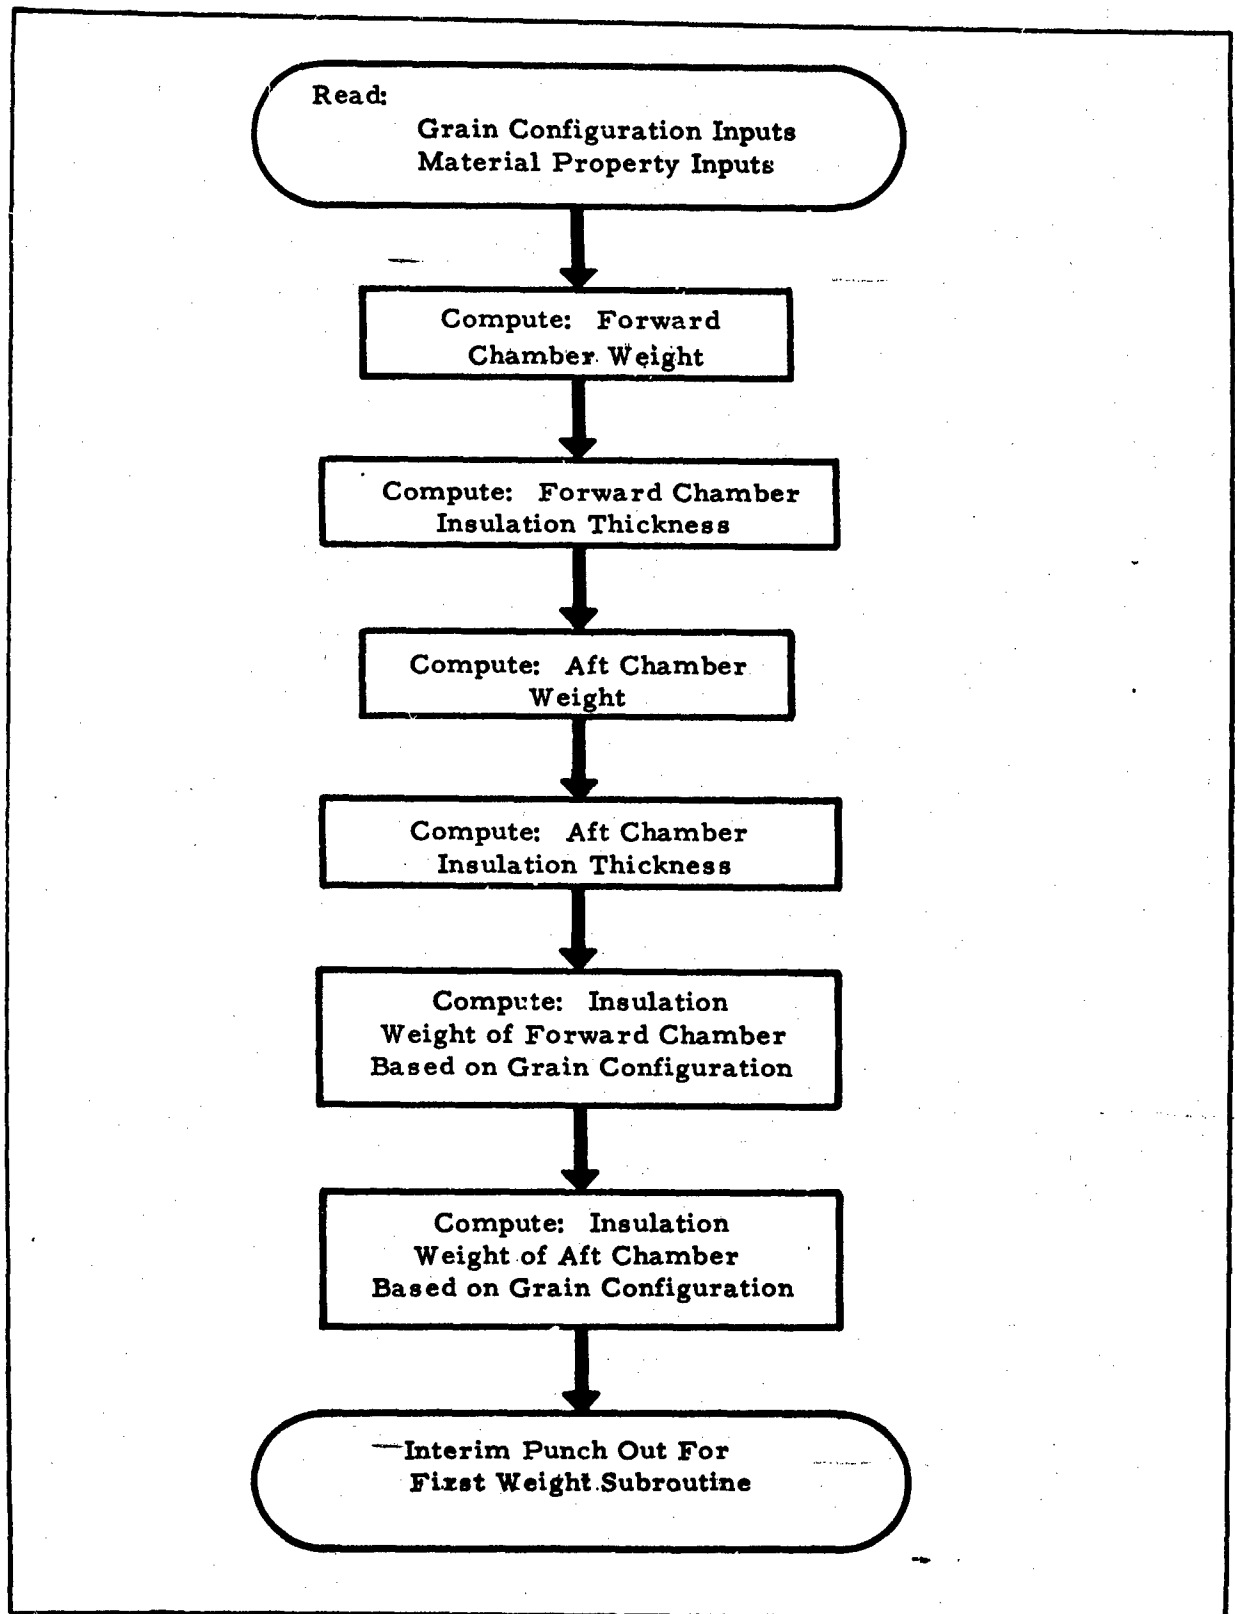 Read:
Grain Configuration Inputs
Material Property Inputs
Compute: Forward
Chamber Weight
Compute: Forward Chamber
Insulation Thickness
Compute: Aft Chamber
Weight
Compute: Aft Chamber
Insulation Thickness
Compute: Insulation
Weight of Forward Chamber
Based on Grain Configuration
Compute: Insulation
Weight of Aft Chamber
Based on Grain Configuration
Interim Punch Out For
First Weight Subroutine